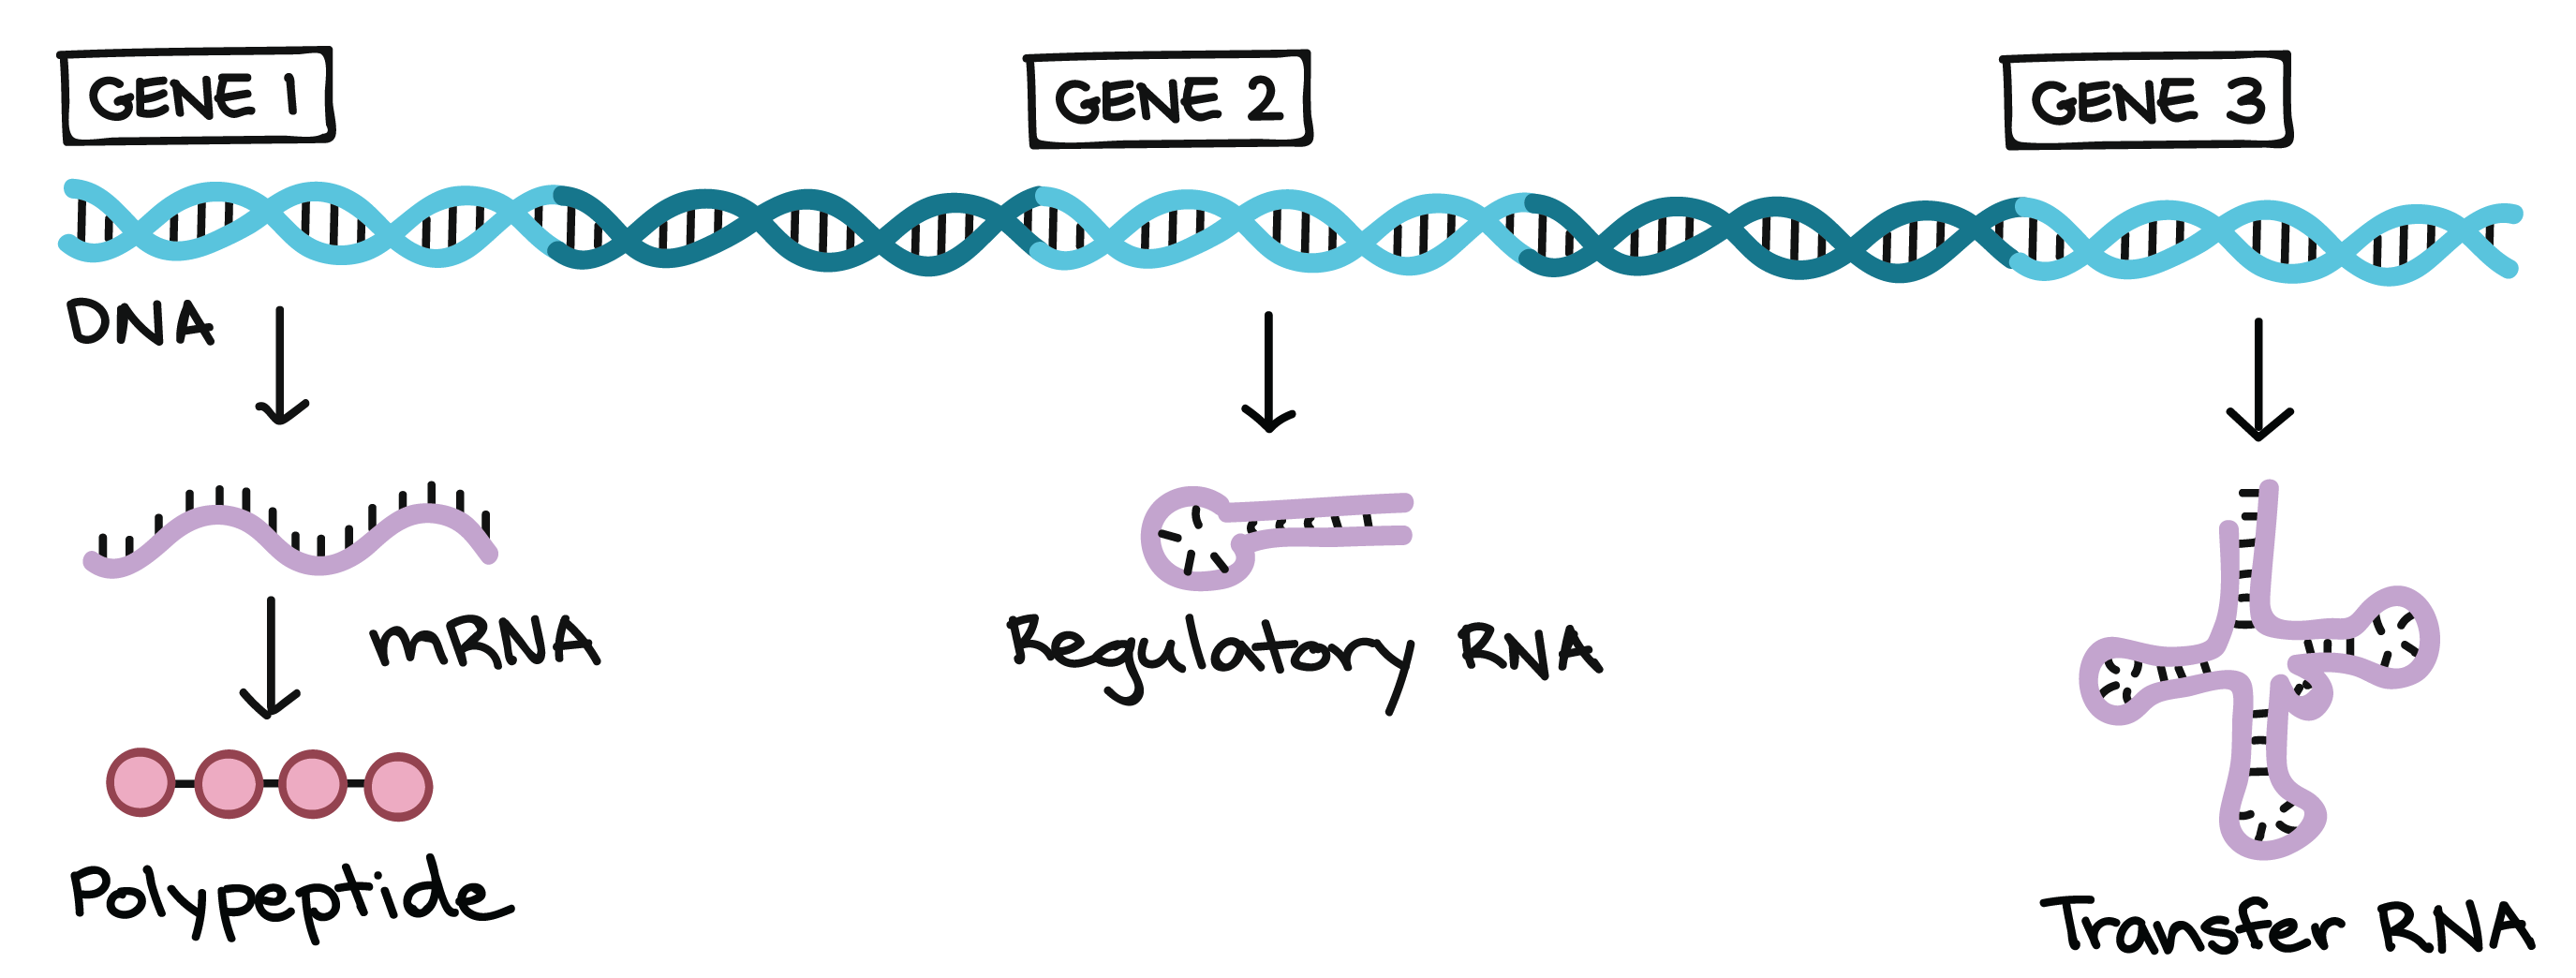 GENE 1
GENE 2
GENE 3
DNA
mRNA
Regulatory RNA
Polypeptide
Transfer RNA